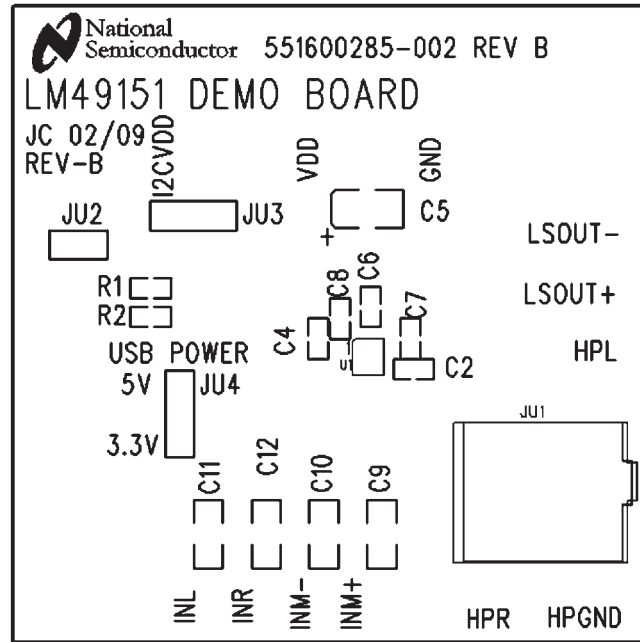 National
Semiconductor 551600285-002 REV B
LM49151 DEMO BOARD
JC 02/09
REV-B
I2CVDD
VDD
GND
JU2
JU3
+
C5
LSOUT-
R1
R2
C8
C6
C7
LSOUT+
C4
U1
C2
HPL
USB POWER
5V
JU4
3.3V
JU1
C11
C12
C10
C9
INL
INR
INM-
INM+
HPR
HPGND